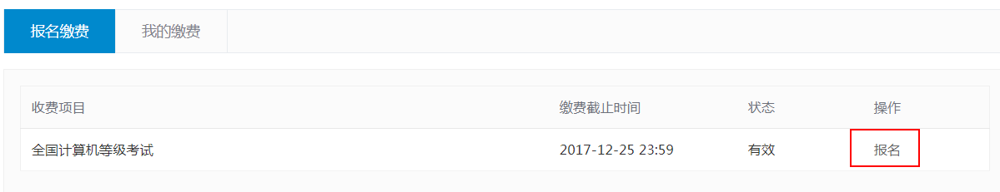 报名缴费 我的缴费
收费项目 缴费截止时间 状态 操作
全国计算机等级考试 2017-12-25 23:59 有效 报名